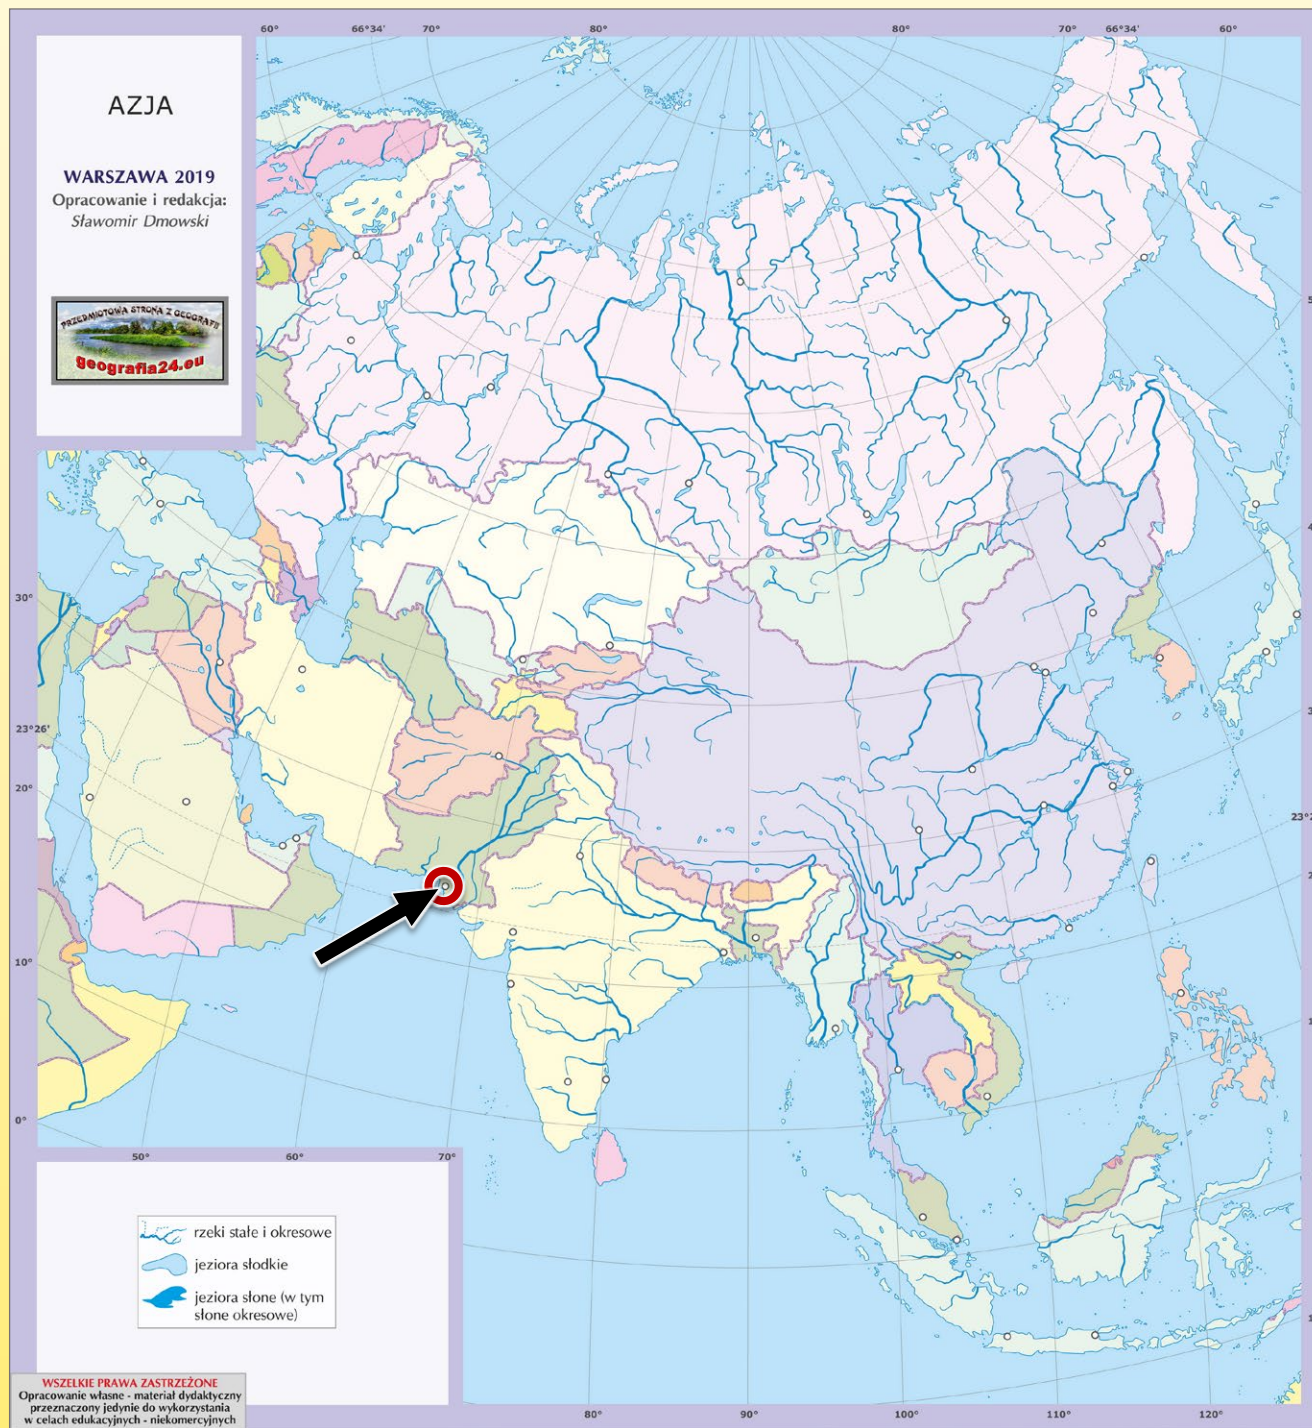 60°
66°34'
70°
80°
80°
70°
66°34'
60°
AZJA
WARSZAWA 2019
Opracowanie i redakcja:
Sławomir Dmowski
PRZEDMIOTOWA STRONA Z GEOGRAFII
geografia24.eu
30°
23°26'
20°
10°
0°
50°
60°
70°
rzeki stałe i okresowe
jeziora słodkie
jeziora słone (w tym
słone okresowe)
WSZELKIE PRAWA ZASTRZEŻONE
Opracowanie własne - materiał dydaktyczny
przeznaczony jedynie do wykorzystania
w celach edukacyjnych - niekomercyjnych
80°
90°
100°
110°
120°